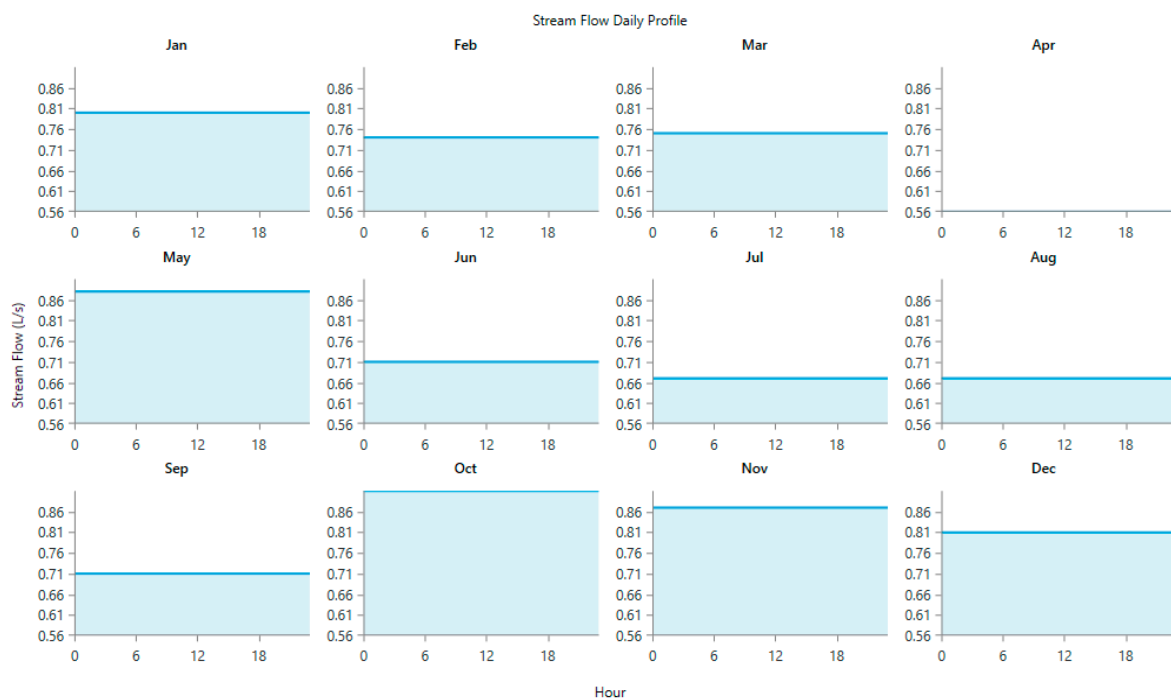 Stream Flow Daily Profile
Jan Feb Mar Apr
0.86 0.86 0.86 0.86
0.81 0.81 0.81 0.81
0.76 0.76 0.76 0.76
0.71 0.71 0.71 0.71
0.66 0.66 0.66 0.66
0.61 0.61 0.61 0.61
0.56 0.56 0.56 0.56
0 6 12 18 0 6 12 18 0 6 12 18 0 6 12 18
May Jun Jul Aug
Stream Flow (L/s)
0.86 0.86 0.86 0.86
0.81 0.81 0.81 0.81
0.76 0.76 0.76 0.76
0.71 0.71 0.71 0.71
0.66 0.66 0.66 0.66
0.61 0.61 0.61 0.61
0.56 0.56 0.56 0.56
0 6 12 18 0 6 12 18 0 6 12 18 0 6 12 18
Sep Oct Nov Dec
0.86 0.86 0.86 0.86
0.81 0.81 0.81 0.81
0.76 0.76 0.76 0.76
0.71 0.71 0.71 0.71
0.66 0.66 0.66 0.66
0.61 0.61 0.61 0.61
0.56 0.56 0.56 0.56
0 6 12 18 0 6 12 18 0 6 12 18 0 6 12 18
Hour